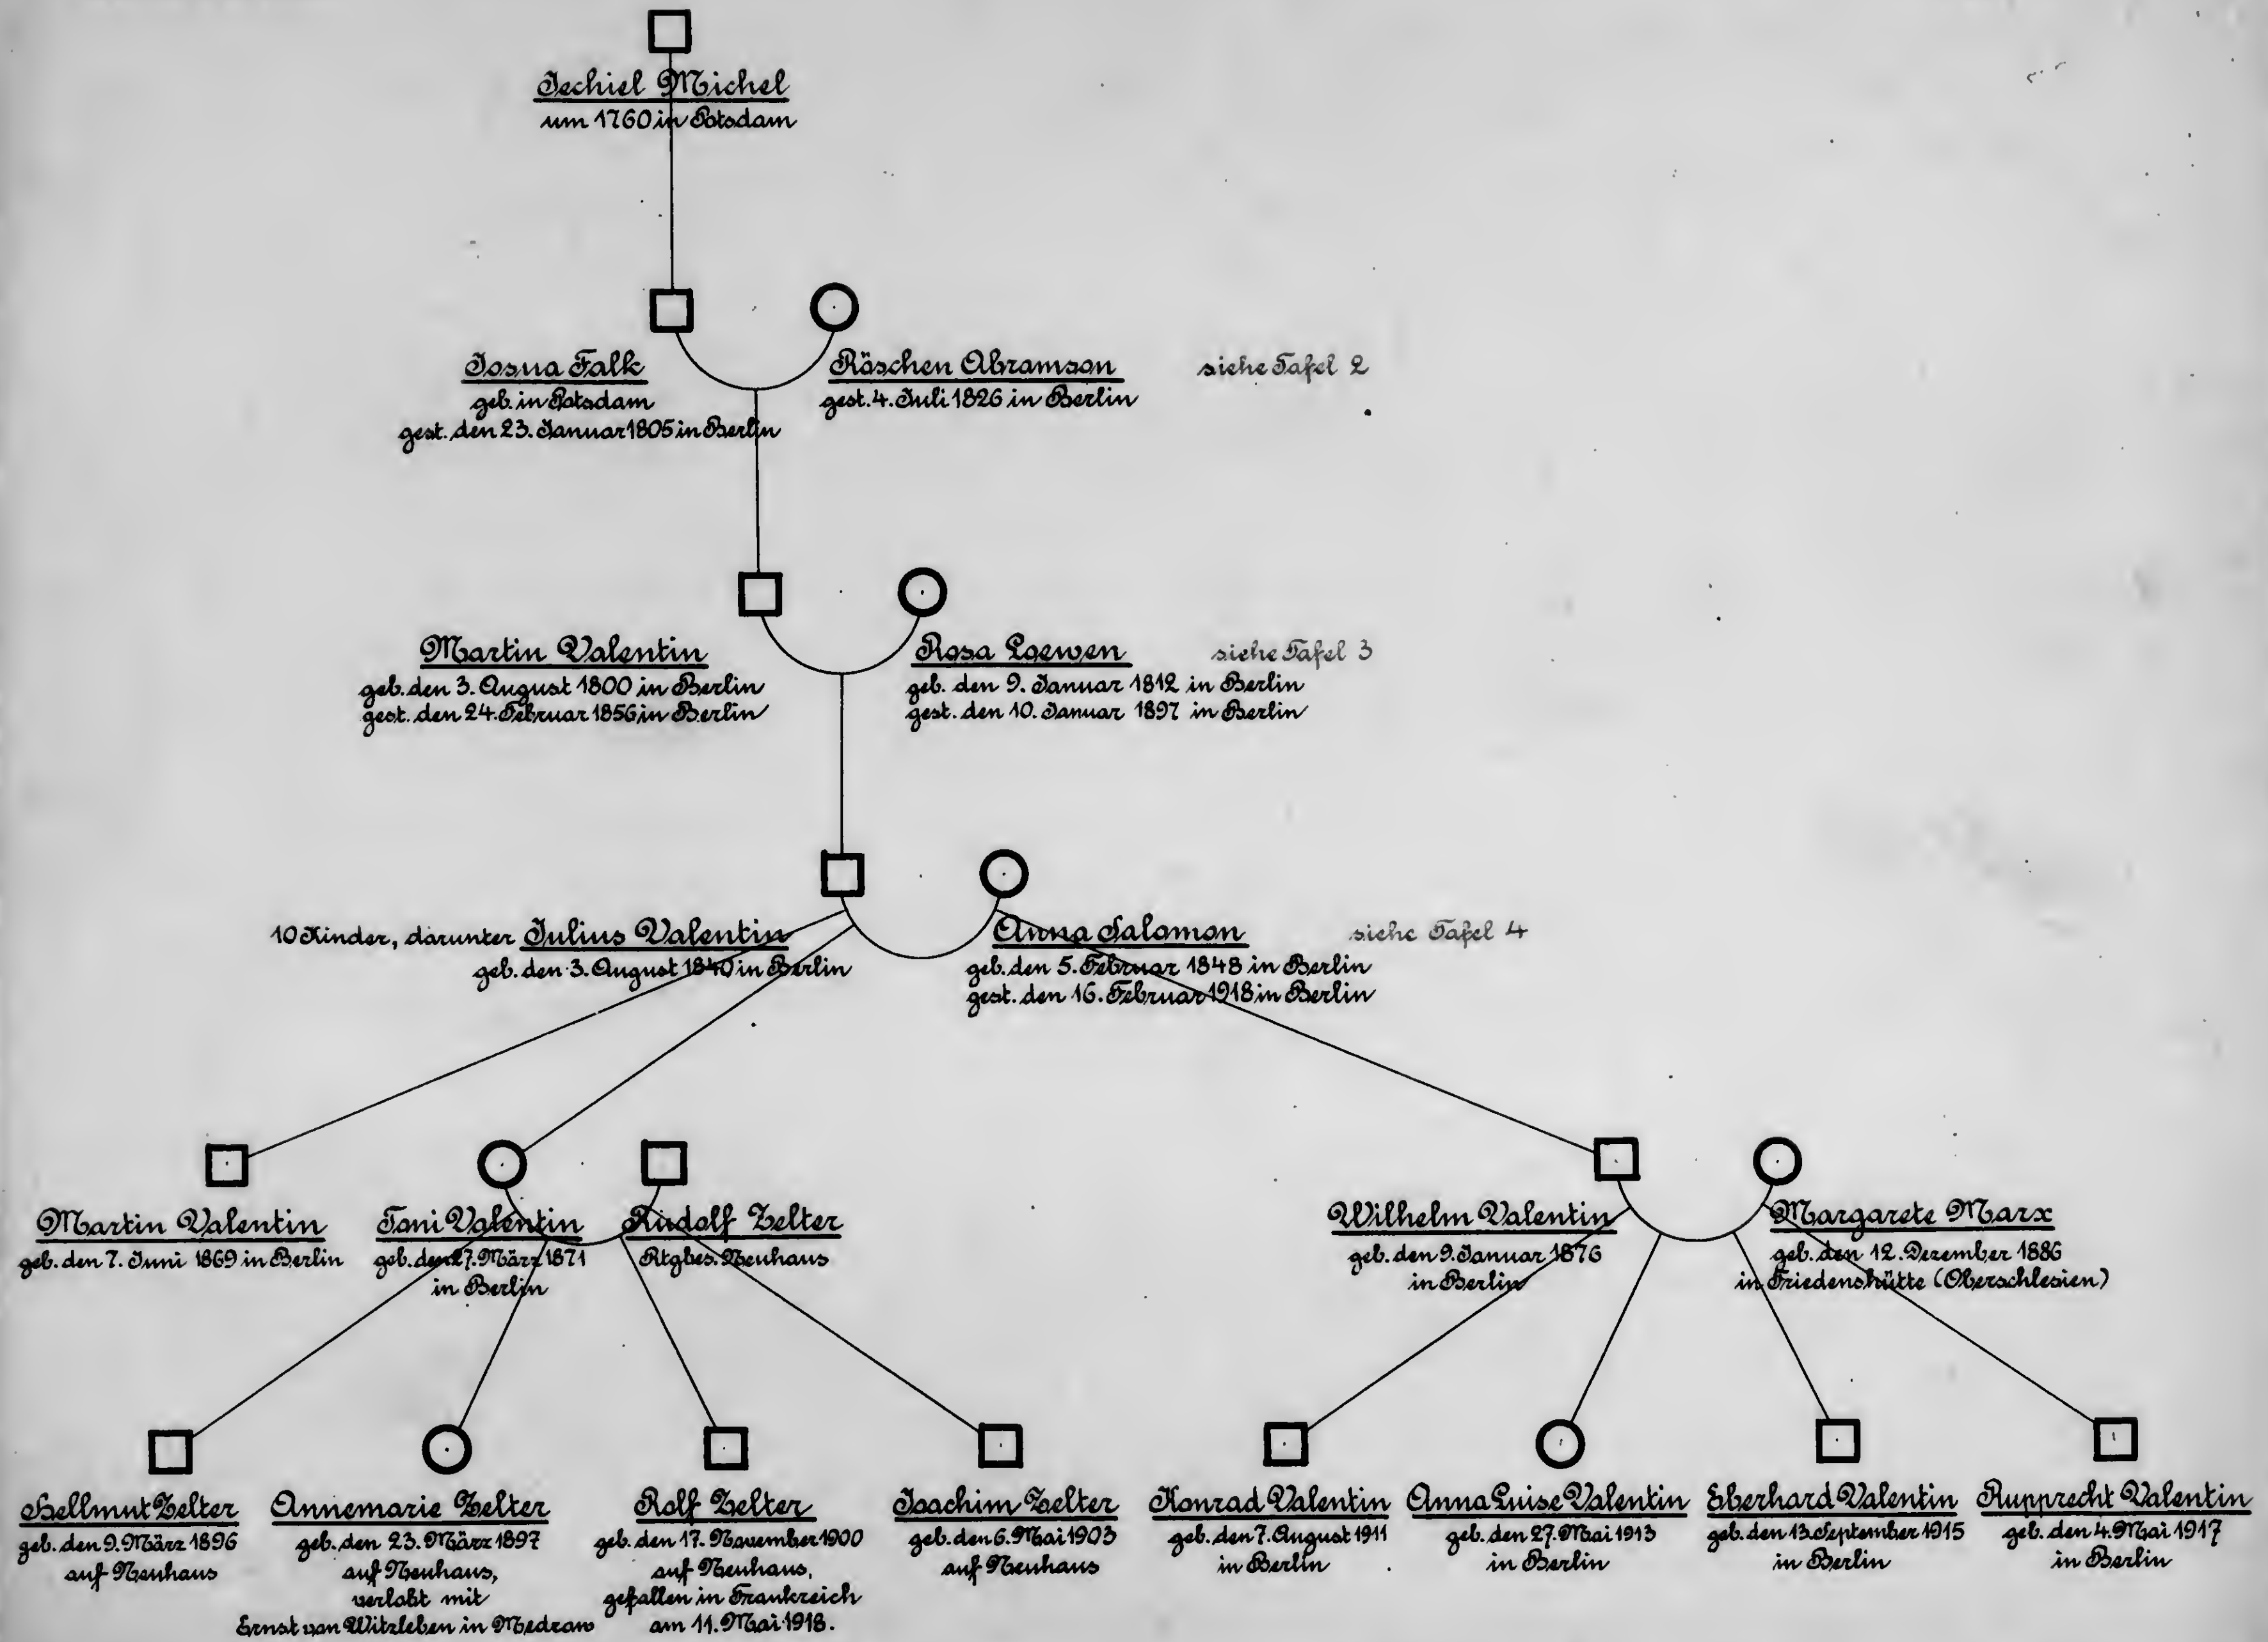 Jechiel Michel
um 1760 in Potsdam
Josua Falk
geb. in Potsdam
gest. den 23. Januar 1805 in Berlin
Röschen Abramson
gest. 4. Juli 1826 in Berlin
siehe Tafel 2
Martin Valentin
geb. den 3. August 1800 in Berlin
gest. den 24. Februar 1856 in Berlin
Rosa Loewen
geb. den 9. Januar 1812 in Berlin
gest. den 10. Januar 1897 in Berlin
siehe Tafel 3
10 Kinder, darunter Julius Valentin
geb. den 3. August 1840 in Berlin
Anna Salomon
geb. den 5. Februar 1848 in Berlin
gest. den 16. Februar 1918 in Berlin
siehe Tafel 4
Martin Valentin
geb. den 7. Juni 1869 in Berlin
Toni Valentin
geb. den 27. März 1871
in Berlin
Rudolf Zelter
Rtgbes. Neuhaus
Wilhelm Valentin
geb. den 9. Januar 1876
in Berlin
Margarete Marx
geb. den 12. Dezember 1886
in Friedenshütte (Oberschlesien)
Hellmut Zelter
geb. den 9. März 1896
auf Neuhaus
Annemarie Zelter
geb. den 23. März 1897
auf Neuhaus,
verlobt mit
Ernst von Witzleben in Medrow
Rolf Zelter
geb. den 17. November 1900
auf Neuhaus,
gefallen in Frankreich
am 11. Mai 1918.
Joachim Zelter
geb. den 6. Mai 1903
auf Neuhaus
Konrad Valentin
geb. den 7. August 1911
in Berlin
Anna Luise Valentin
geb. den 27. Mai 1913
in Berlin
Eberhard Valentin
geb. den 13. September 1915
in Berlin
Rupprecht Valentin
geb. den 4. Mai 1917
in Berlin